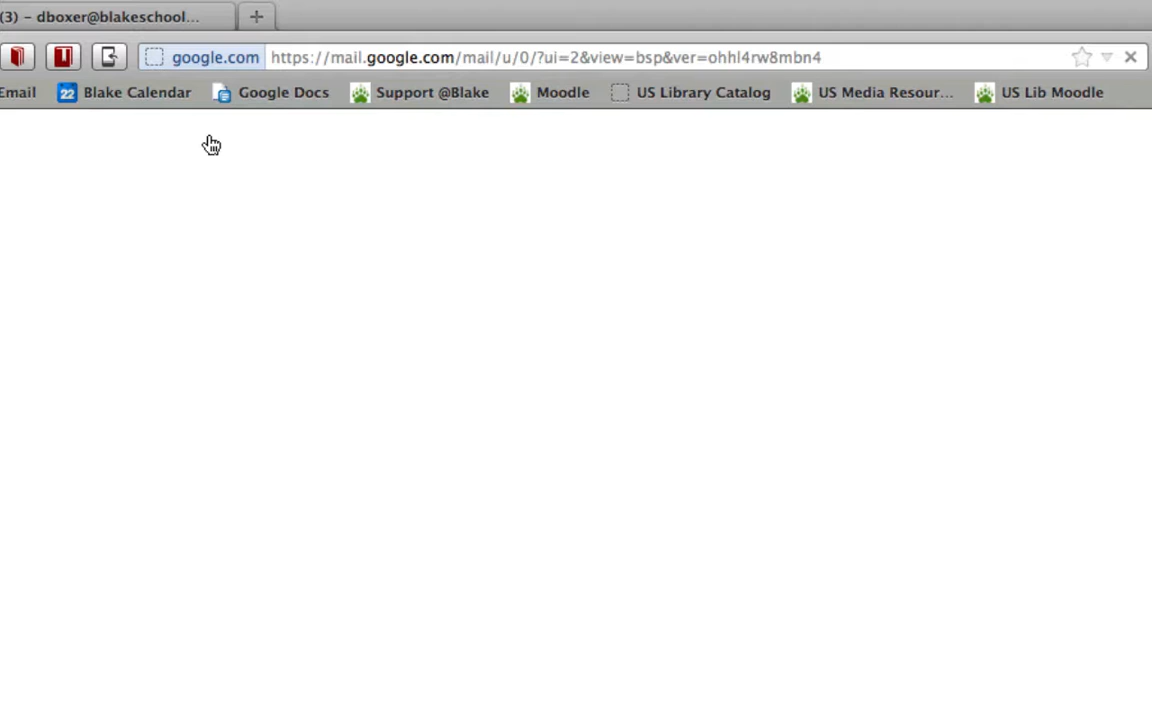 (3) – dboxer@blakeschool...
google.com https://mail.google.com/mail/u/0/?ui=2&view=bsp&ver=ohhl4rw8mbn4
Email 22 Blake Calendar Google Docs Support @Blake Moodle US Library Catalog US Media Resour... US Lib Moodle